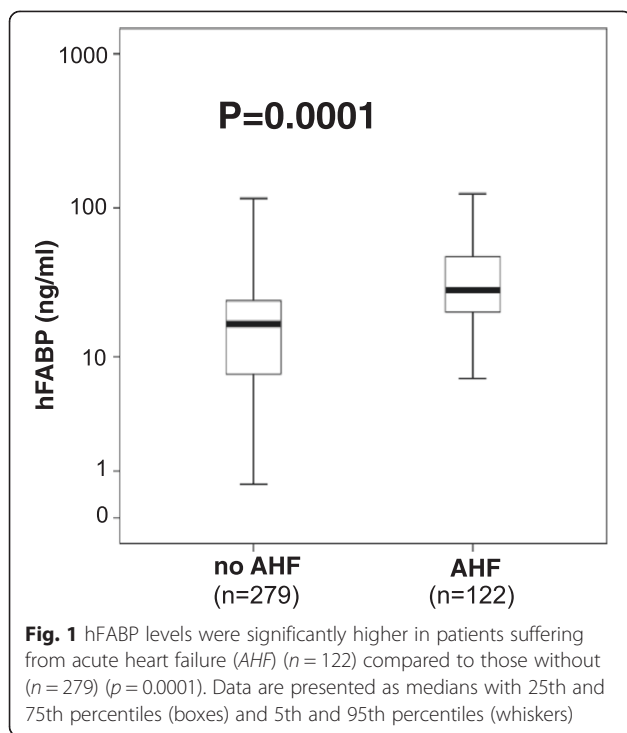 1000
P=0.0001
100
hFABP (ng/ml)
10
1
0
no AHF
(n=279)
AHF
(n=122)
Fig. 1 hFABP levels were significantly higher in patients suffering
from acute heart failure (AHF) (n = 122) compared to those without
(n = 279) (p = 0.0001). Data are presented as medians with 25th and
75th percentiles (boxes) and 5th and 95th percentiles (whiskers)